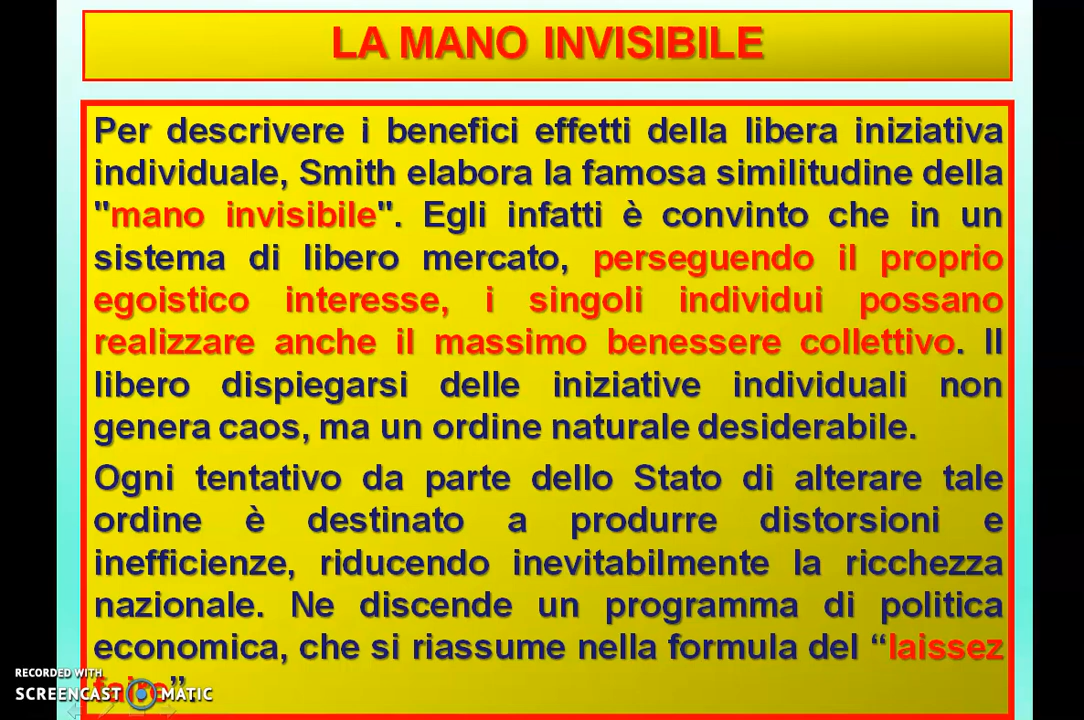 LA MANO INVISIBILE
Per descrivere i benefici effetti della libera iniziativa
individuale, Smith elabora la famosa similitudine della
"mano invisibile". Egli infatti è convinto che in un
sistema di libero mercato, perseguendo il proprio
egoistico interesse, i singoli individui possano
realizzare anche il massimo benessere collettivo. Il
libero dispiegarsi delle iniziative individuali non
genera caos, ma un ordine naturale desiderabile.
Ogni tentativo da parte dello Stato di alterare tale
ordine è destinato a produrre distorsioni e
inefficienze, riducendo inevitabilmente la ricchezza
nazionale. Ne discende un programma di politica
economica, che si riassume nella formula del “laissez
faire”.
RECORDED WITH
SCREENCAST MATIC